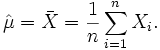 μ̂ = X̄ = 1/n ∑_{i=1}^{n} X_i.